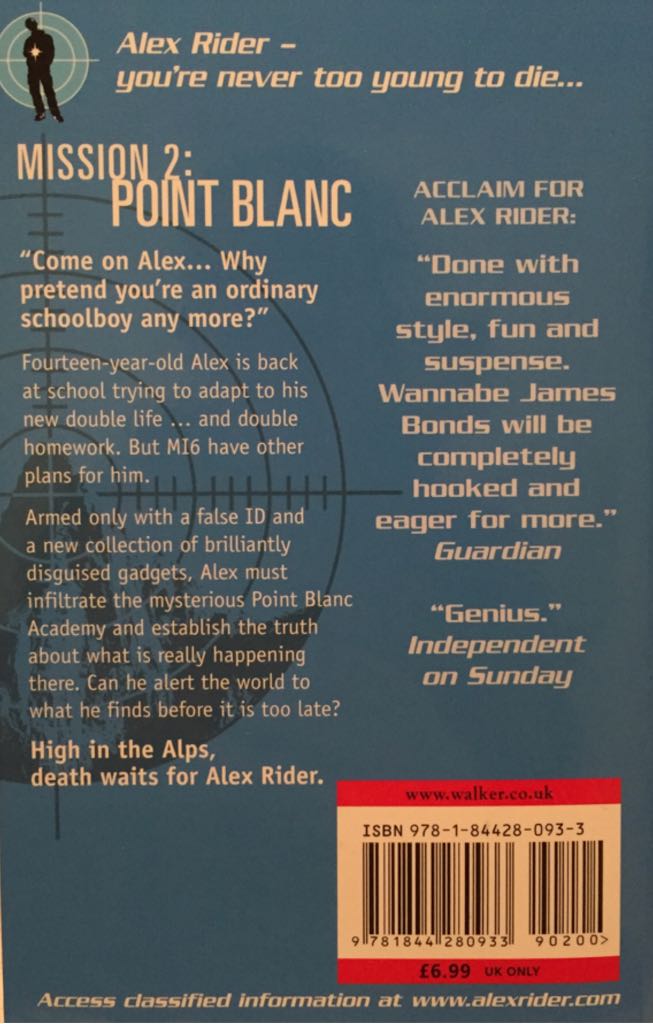 Alex Rider –
you're never too young to die...
MISSION 2:
POINT BLANC
"Come on Alex... Why
pretend you're an ordinary
schoolboy any more?"
Fourteen-year-old Alex is back
at school trying to adapt to his
new double life ... and double
homework. But MI6 have other
plans for him.
Armed only with a false ID and
a new collection of brilliantly
disguised gadgets, Alex must
infiltrate the mysterious Point Blanc
Academy and establish the truth
about what is really happening
there. Can he alert the world to
what he finds before it is too late?
High in the Alps,
death waits for Alex Rider.
ACCLAIM FOR
ALEX RIDER:
"Done with
enormous
style, fun and
suspense.
Wannabe James
Bonds will be
completely
hooked and
eager for more."
Guardian
"Genius."
Independent
on Sunday
www.walker.co.uk
ISBN 978-1-84428-093-3
9 781844 280933 90200>
£6.99 UK ONLY
Access classified information at www.alexrider.com